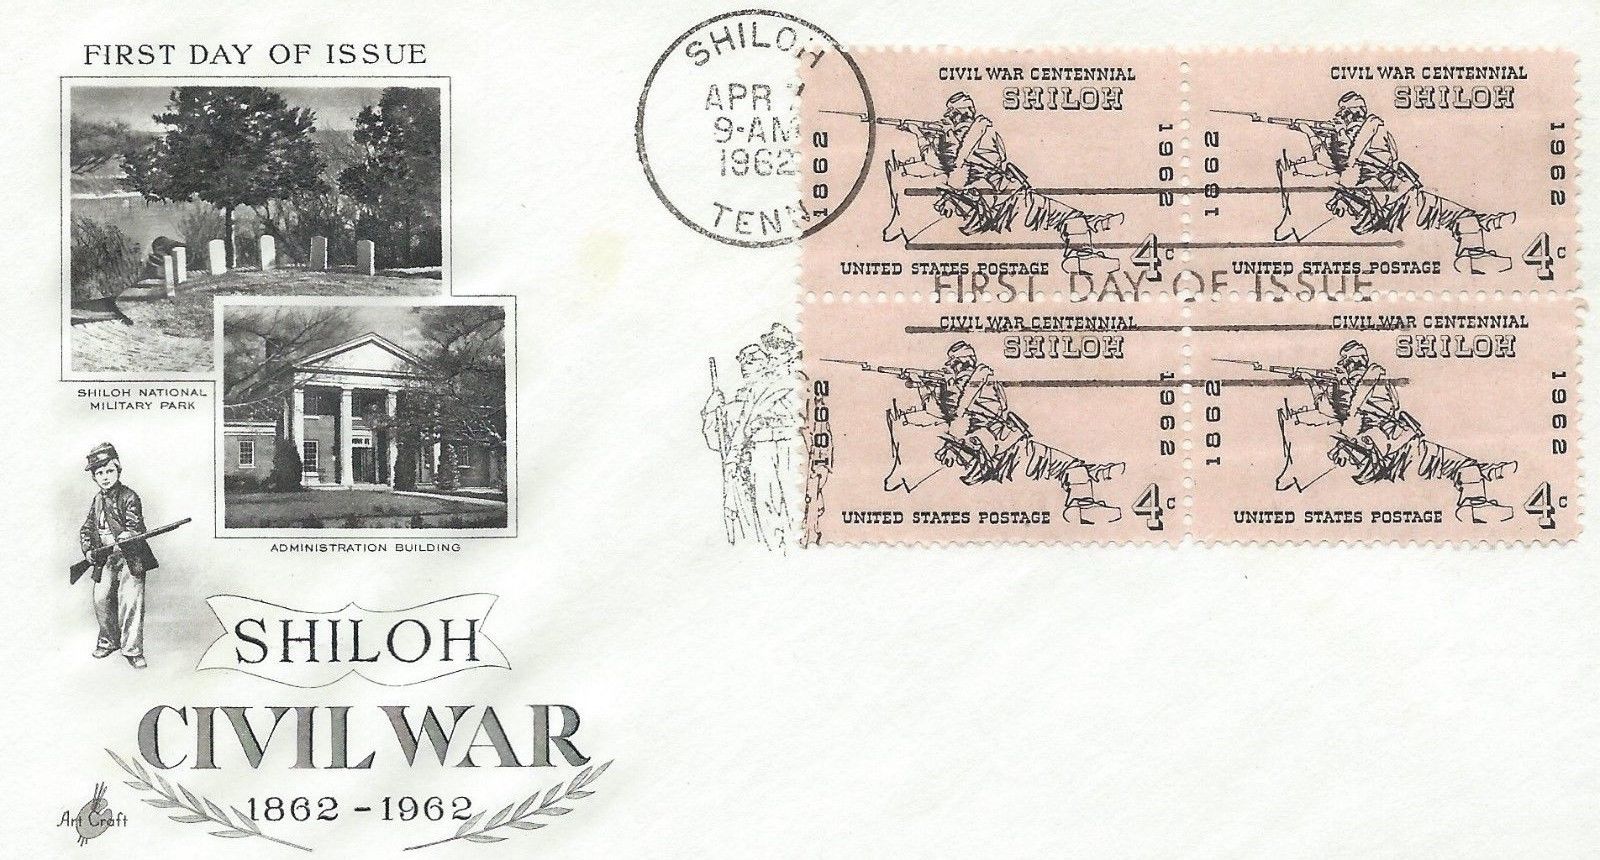 FIRST DAY OF ISSUE
SHILOH NATIONAL
MILITARY PARK
ADMINISTRATION BUILDING
SHILOH
CIVIL WAR
1862 - 1962
Art Craft
SHILOH
APR 7
9-AM
1962
TENN
CIVIL WAR CENTENNIAL
SHILOH
1862
1962
4c
UNITED STATES POSTAGE
CIVIL WAR CENTENNIAL
SHILOH
1862
1962
4c
UNITED STATES POSTAGE
FIRST DAY OF ISSUE
CIVIL WAR CENTENNIAL
SHILOH
1862
1962
4c
UNITED STATES POSTAGE
CIVIL WAR CENTENNIAL
SHILOH
1862
1962
4c
UNITED STATES POSTAGE